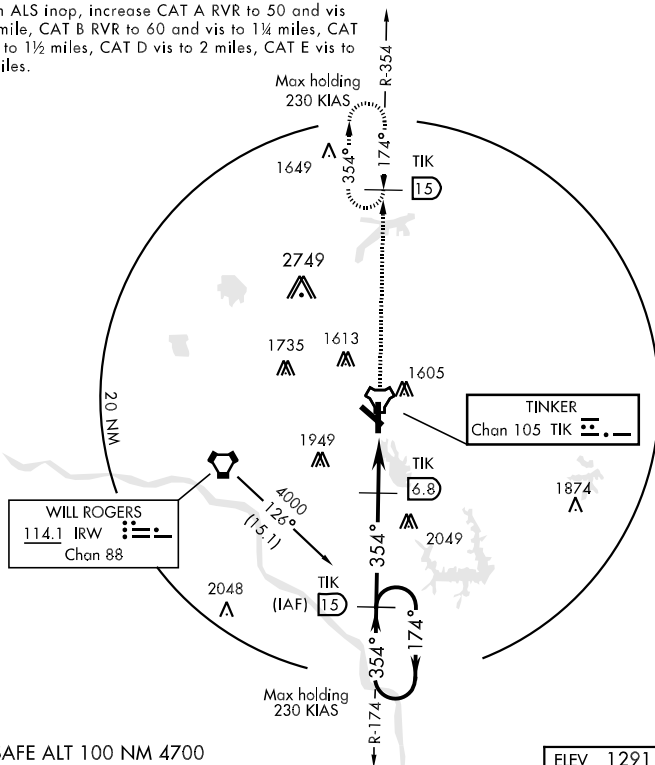 ALS inop, increase CAT A RVR to 50 and vis
mile, CAT B RVR to 60 and vis to 1¼ miles, CAT
to 1½ miles, CAT D vis to 2 miles, CAT E vis to
R-354
Max holding
230 KIAS
354°
174°
1649
TIK
15
2749
1735
1613
1605
20 NM
TINKER
Chan 105 TIK
1949
TIK
6.8
1874
WILL ROGERS
114.1 IRW
Chan 88
4000
126°
(15.1)
354°
2049
2048
TIK
(IAF) 15
354°
174°
Max holding
230 KIAS
R-174
SAFE ALT 100 NM 4700
ELEV 1291